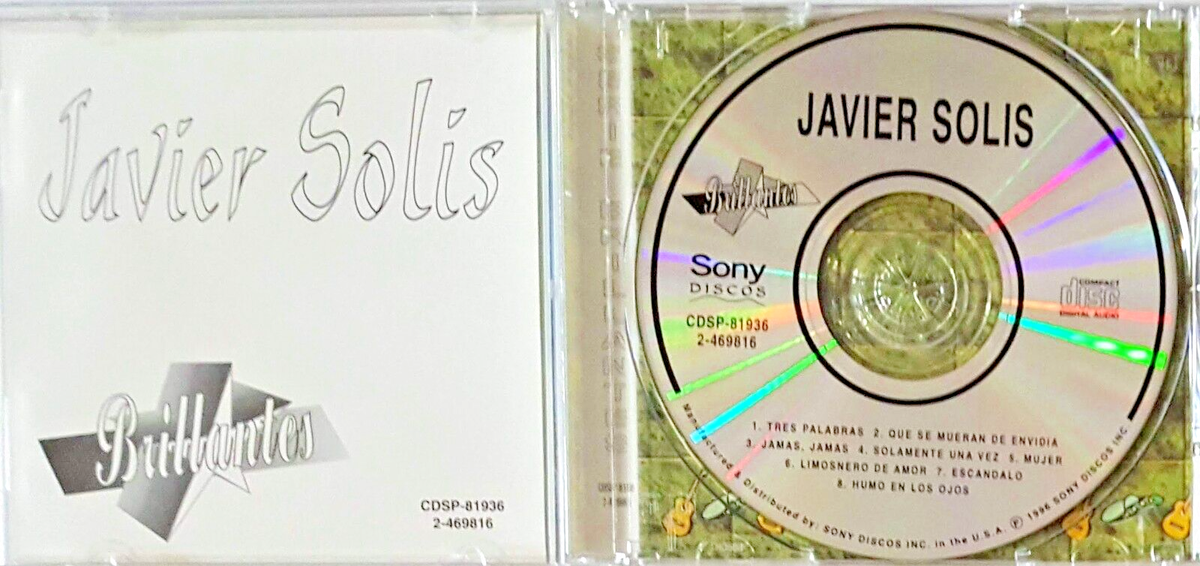 Javier Solis
Brillantes
CDSP-81936
2-469816
JAVIER SOLIS
Brillantes
Sony
DISCOS
CDSP-81936
2-469816
COMPACT
disc
DIGITAL AUDIO
1. TRES PALABRAS 2. QUE SE MUERAN DE ENVIDIA
3. JAMAS, JAMAS 4. SOLAMENTE UNA VEZ 5. MUJER
6. LIMOSNERO DE AMOR 7. ESCANDALO
8. HUMO EN LOS OJOS
Manufactured & Distributed by: SONY DISCOS INC. in the U.S.A. ℗ 1996 SONY DISCOS INC.